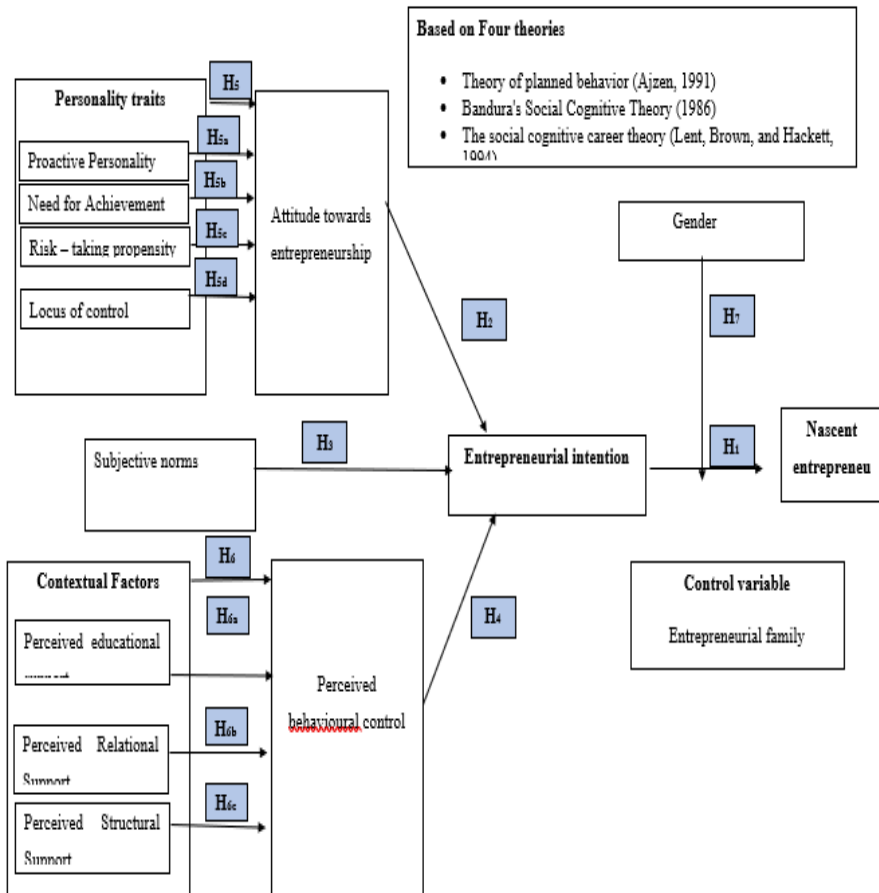 Based on Four theories
• Theory of planned behavior (Ajzen, 1991)
• Bandura's Social Cognitive Theory (1986)
• The social cognitive career theory (Lent, Brown, and Hackett,
Personality traits
H5
Proactive Personality
H5a
Need for Achievement
H5b
Risk – taking propensity
H5c
Locus of control
H5d
Attitude towards
entrepreneurship
Gender
H2
H7
Subjective norms
H3
Entrepreneurial intention
H1
Nascent
entrepreneu
Contextual Factors
H6
H6a
Perceived educational
Perceived Relational
Support
H6b
Perceived Structural
Support
H6c
Perceived
behavioural control
H4
Control variable
Entrepreneurial family